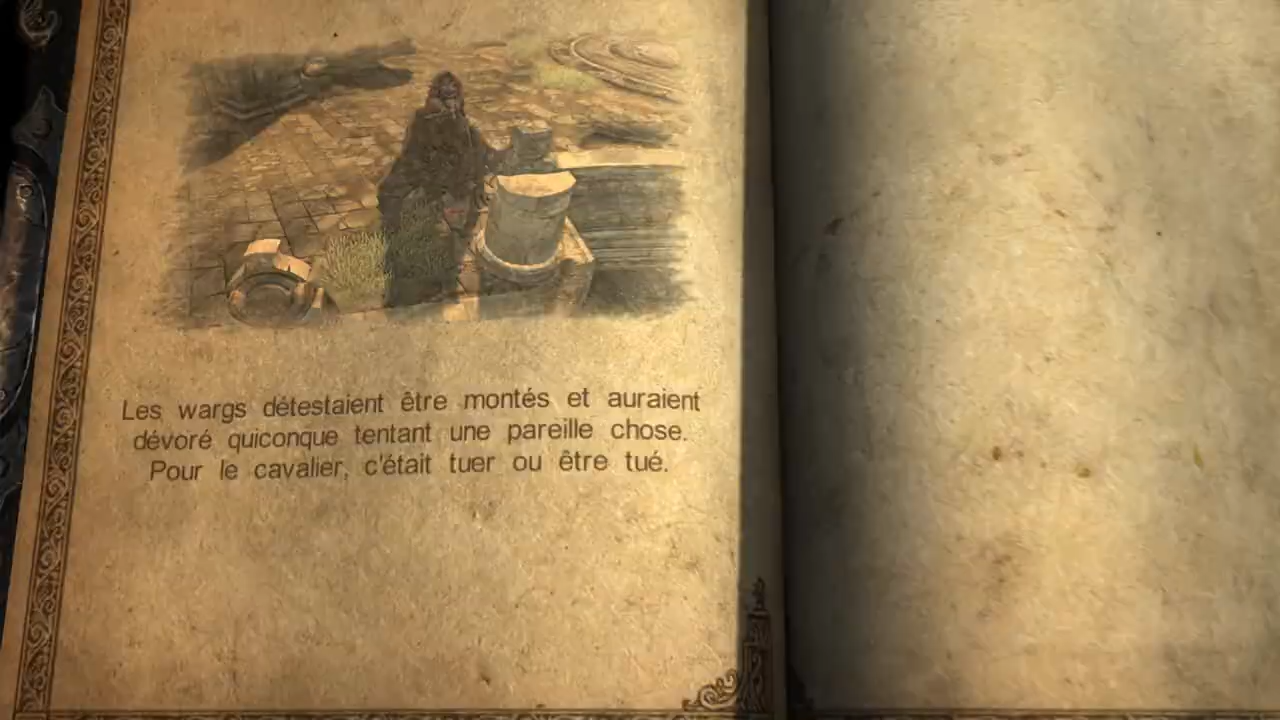 Les wargs détestaient être montés et auraient
dévoré quiconque tentant une pareille chose.
Pour le cavalier, c'était tuer ou être tué.